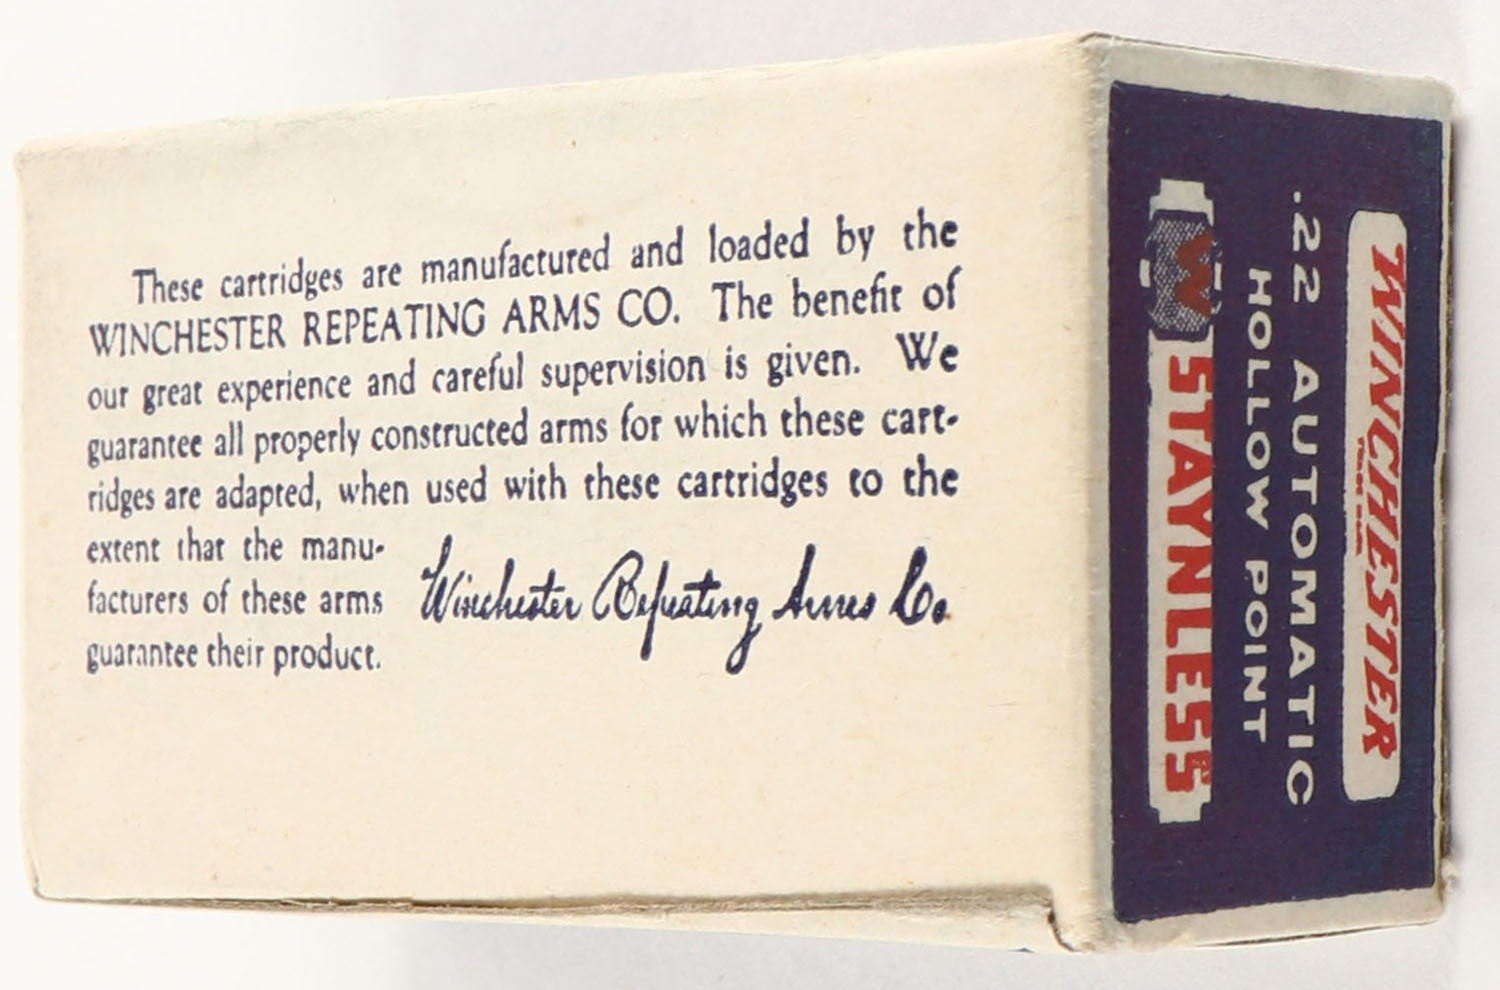 These cartridges are manufactured and loaded by the
WINCHESTER REPEATING ARMS CO. The benefit of
our great experience and careful supervision is given. We
guarantee all properly constructed arms for which these cart-
ridges are adapted, when used with these cartridges to the
extent that the manu-
facturers of these arms
guarantee their product.
Winchester Repeating Arms Co.
WINCHESTER
TRADE MARK
.22 AUTOMATIC
HOLLOW POINT
W STAYNLESS